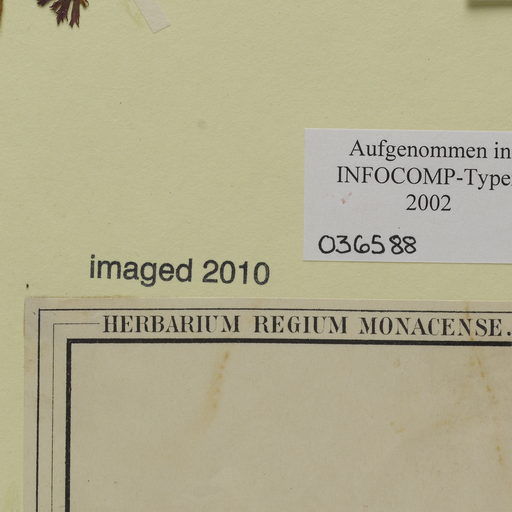 Aufgenommen in
INFOCOMP-Type
2002
036588
imaged 2010
HERBARIUM REGIUM MONACENSE.